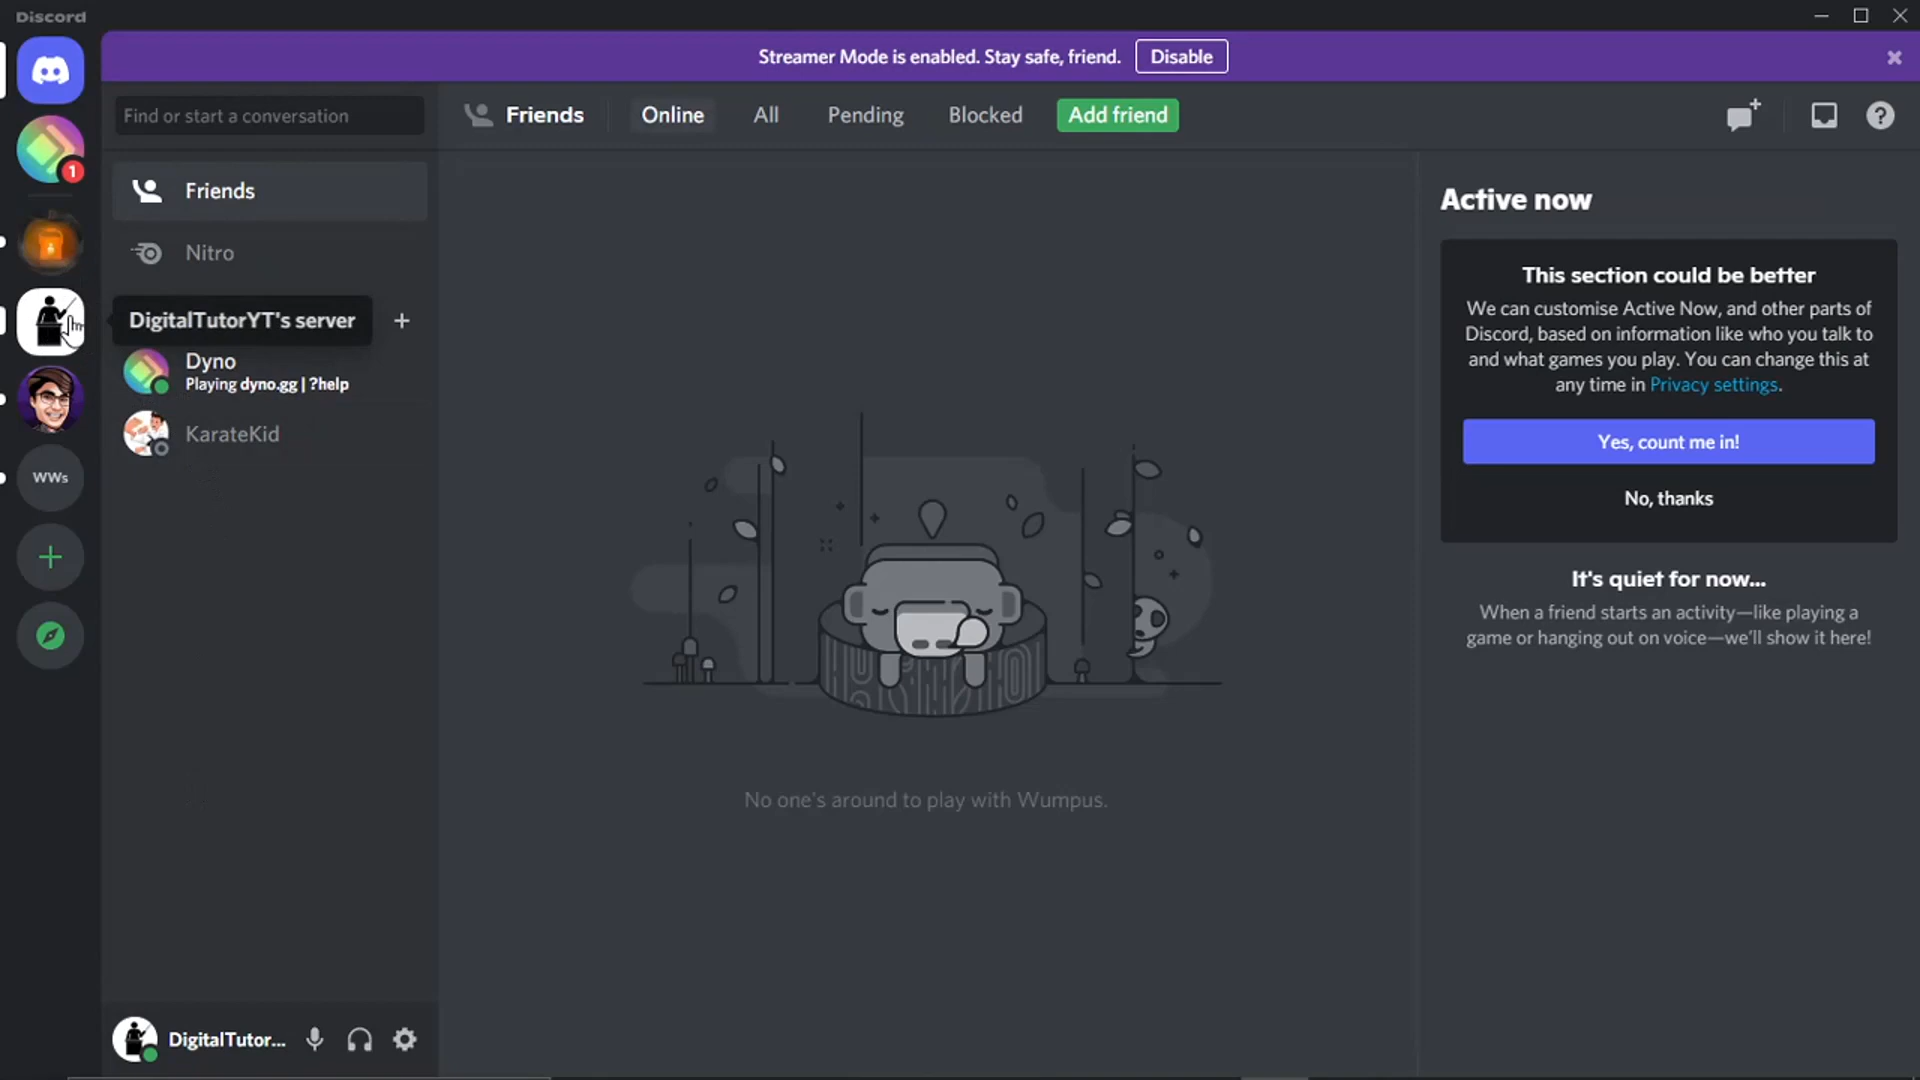 Discord
Streamer Mode is enabled. Stay safe, friend.
Disable
Find or start a conversation
Friends
Online
All
Pending
Blocked
Add friend
1
Friends
Nitro
DigitalTutorYT's server
Dyno
Playing dyno.gg | ?help
KarateKid
WWs
Active now
This section could be better
We can customise Active Now, and other parts of
Discord, based on information like who you talk to
and what games you play. You can change this at
any time in Privacy settings.
Yes, count me in!
No, thanks
It's quiet for now...
When a friend starts an activity—like playing a
game or hanging out on voice—we'll show it here!
No one's around to play with Wumpus.
DigitalTutor...